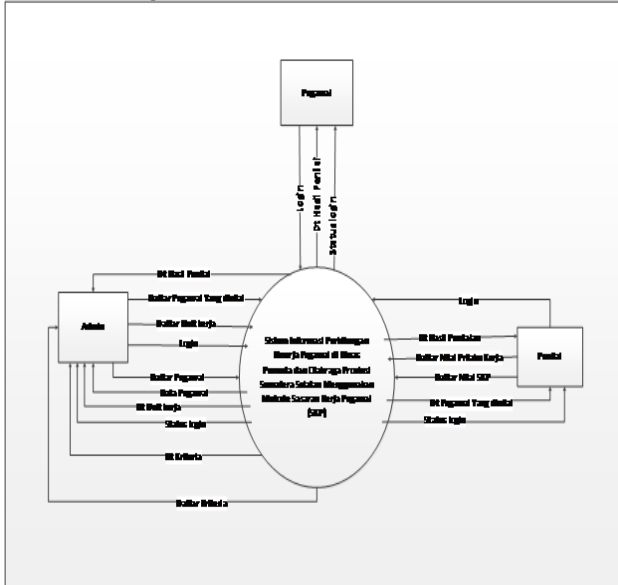 Pegawai
Login
Dt Hasil Penilai
Status login
Dt Hasil Penilai
Daftar Pegawai Yang dinilai
Daftar Unit kerja
Login
Admin
Daftar Pegawai
Data Pegawai
Dt Unit kerja
Status login
Dt Kriteria
Daftar Kriteria
Sistem Informasi Perhitungan
Kinerja Pegawai di Dinas
Pemuda dan Olahraga Provinsi
Sumatera Selatan Menggunakan
Metode Sasaran Kerja Pegawai
(SKP)
Login
Dt Hasil Penilaian
Daftar Nilai Prilaku Kerja
Penilai
Daftar Nilai SKP
Dt Pegawai Yang dinilai
Status login